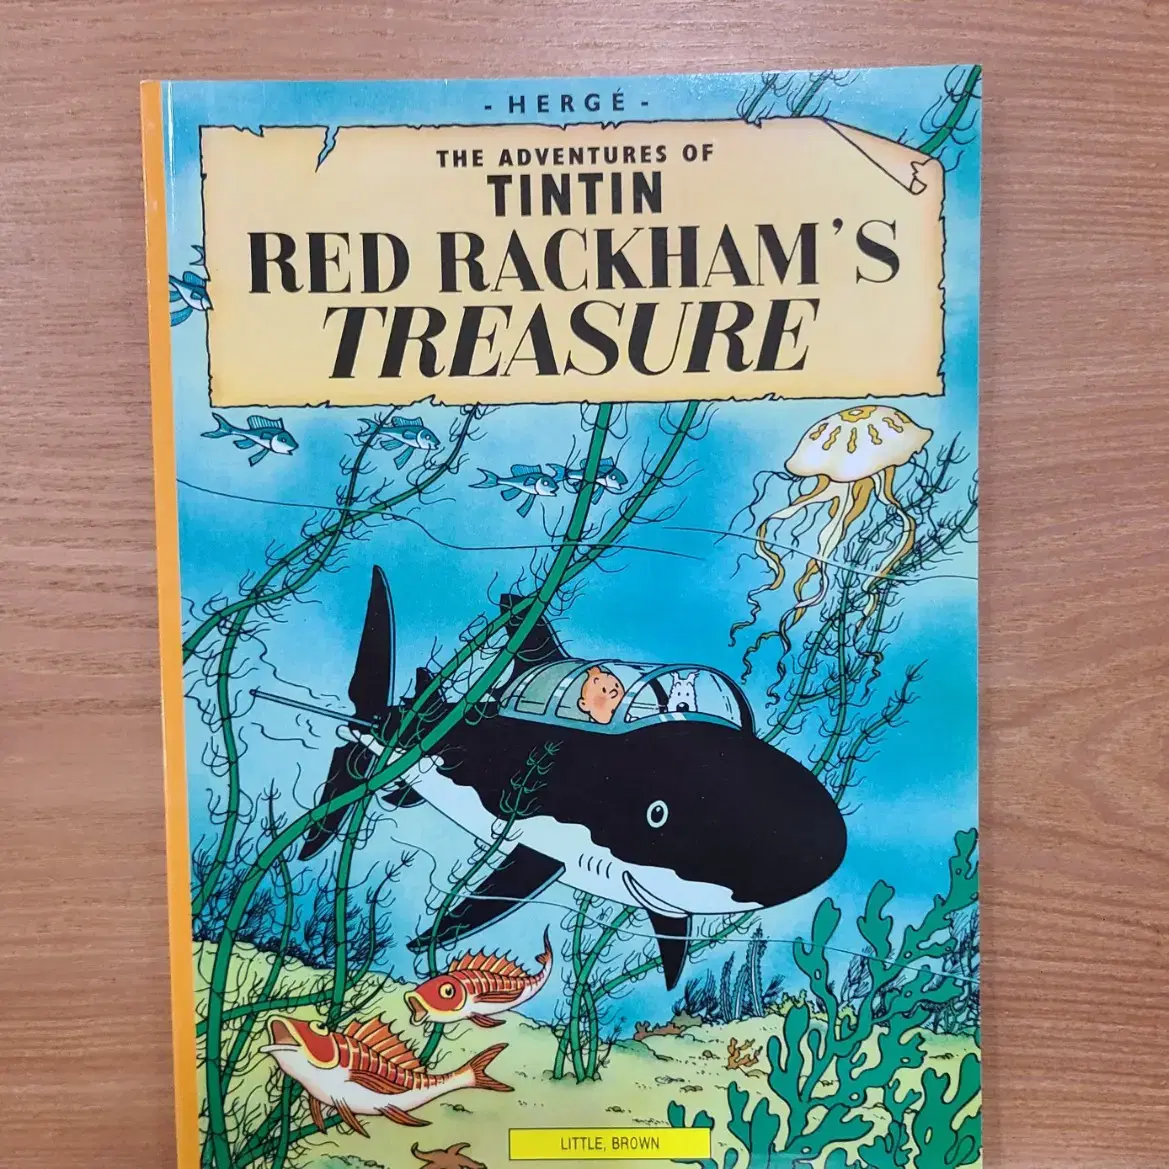 - HERGÉ -
THE ADVENTURES OF
TINTIN
RED RACKHAM'S
TREASURE
LITTLE, BROWN